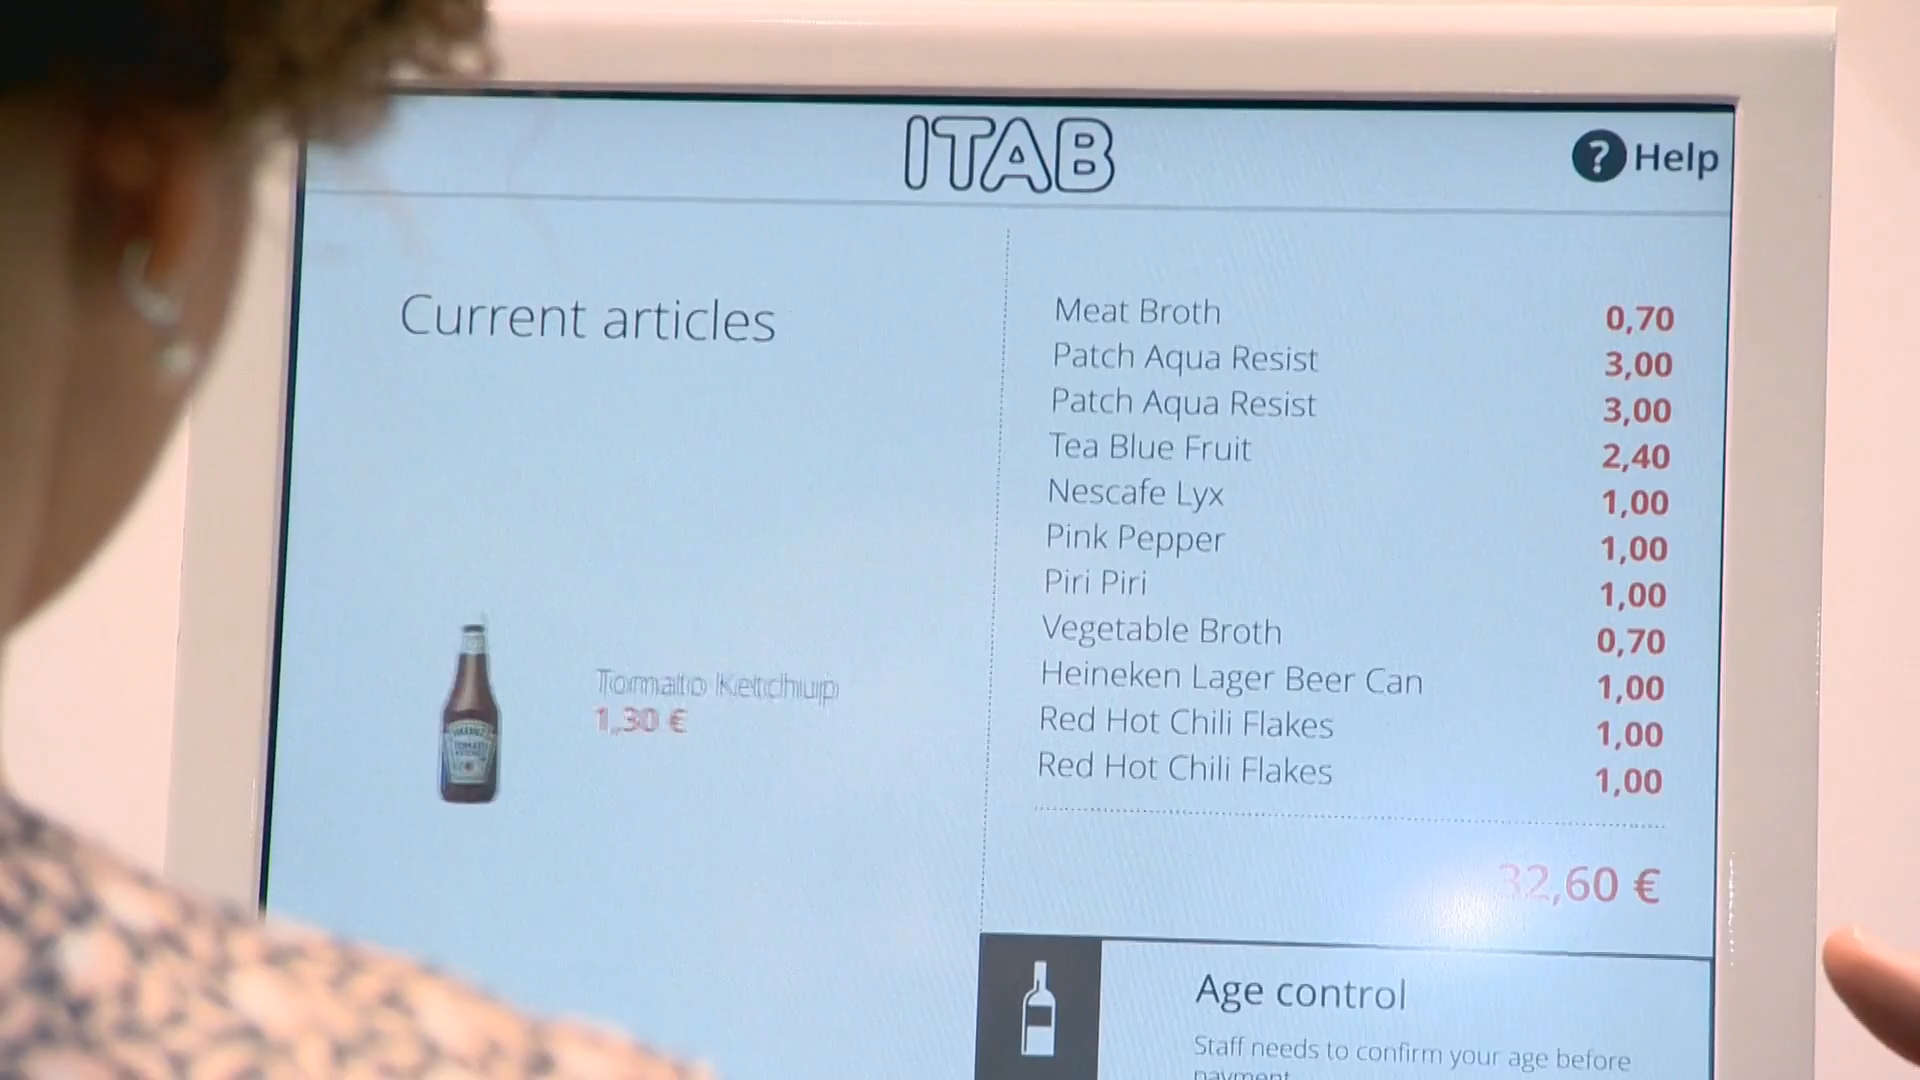 ITAB
? Help
Current articles
Tomato Ketchup
1,30 €
Meat Broth 0,70
Patch Aqua Resist 3,00
Patch Aqua Resist 3,00
Tea Blue Fruit 2,40
Nescafe Lyx 1,00
Pink Pepper 1,00
Piri Piri 1,00
Vegetable Broth 0,70
Heineken Lager Beer Can 1,00
Red Hot Chili Flakes 1,00
Red Hot Chili Flakes 1,00
32,60 €
Age control
Staff needs to confirm your age before
payment